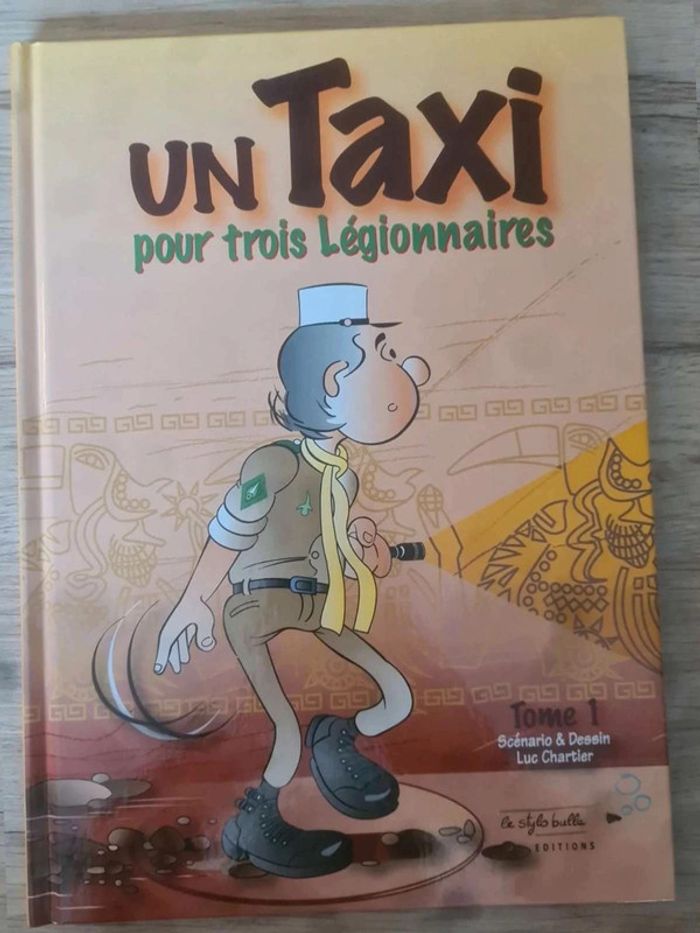 UN Taxi
pour trois Légionnaires
Tome 1
Scénario & Dessin
Luc Chartier
le stylo bulle
EDITIONS